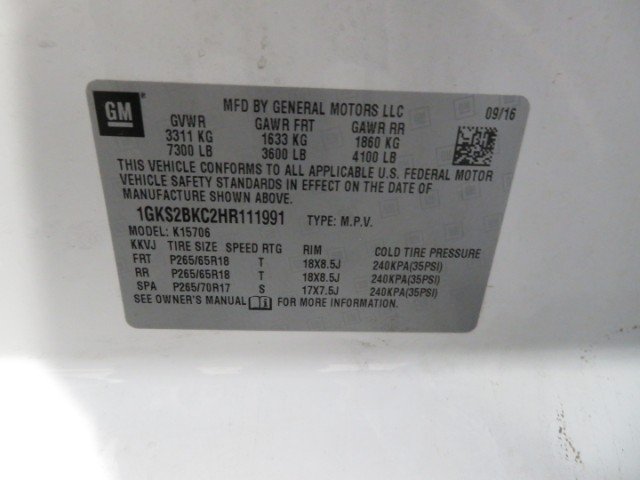 GM
MFD BY GENERAL MOTORS LLC 09/16
GVWR GAWR FRT GAWR RR
3311 KG 1633 KG 1860 KG
7300 LB 3600 LB 4100 LB
THIS VEHICLE CONFORMS TO ALL APPLICABLE U.S. FEDERAL MOTOR
VEHICLE SAFETY STANDARDS IN EFFECT ON THE DATE OF
MANUFACTURE SHOWN ABOVE.
1GKS2BKC2HR111991 TYPE: M.P.V.
MODEL: K15706
KKVJ TIRE SIZE SPEED RTG RIM COLD TIRE PRESSURE
FRT P265/65R18 T 18X8.5J 240KPA(35PSI)
RR P265/65R18 T 18X8.5J 240KPA(35PSI)
SPA P265/70R17 S 17X7.5J 240KPA(35PSI)
SEE OWNER'S MANUAL FOR MORE INFORMATION.